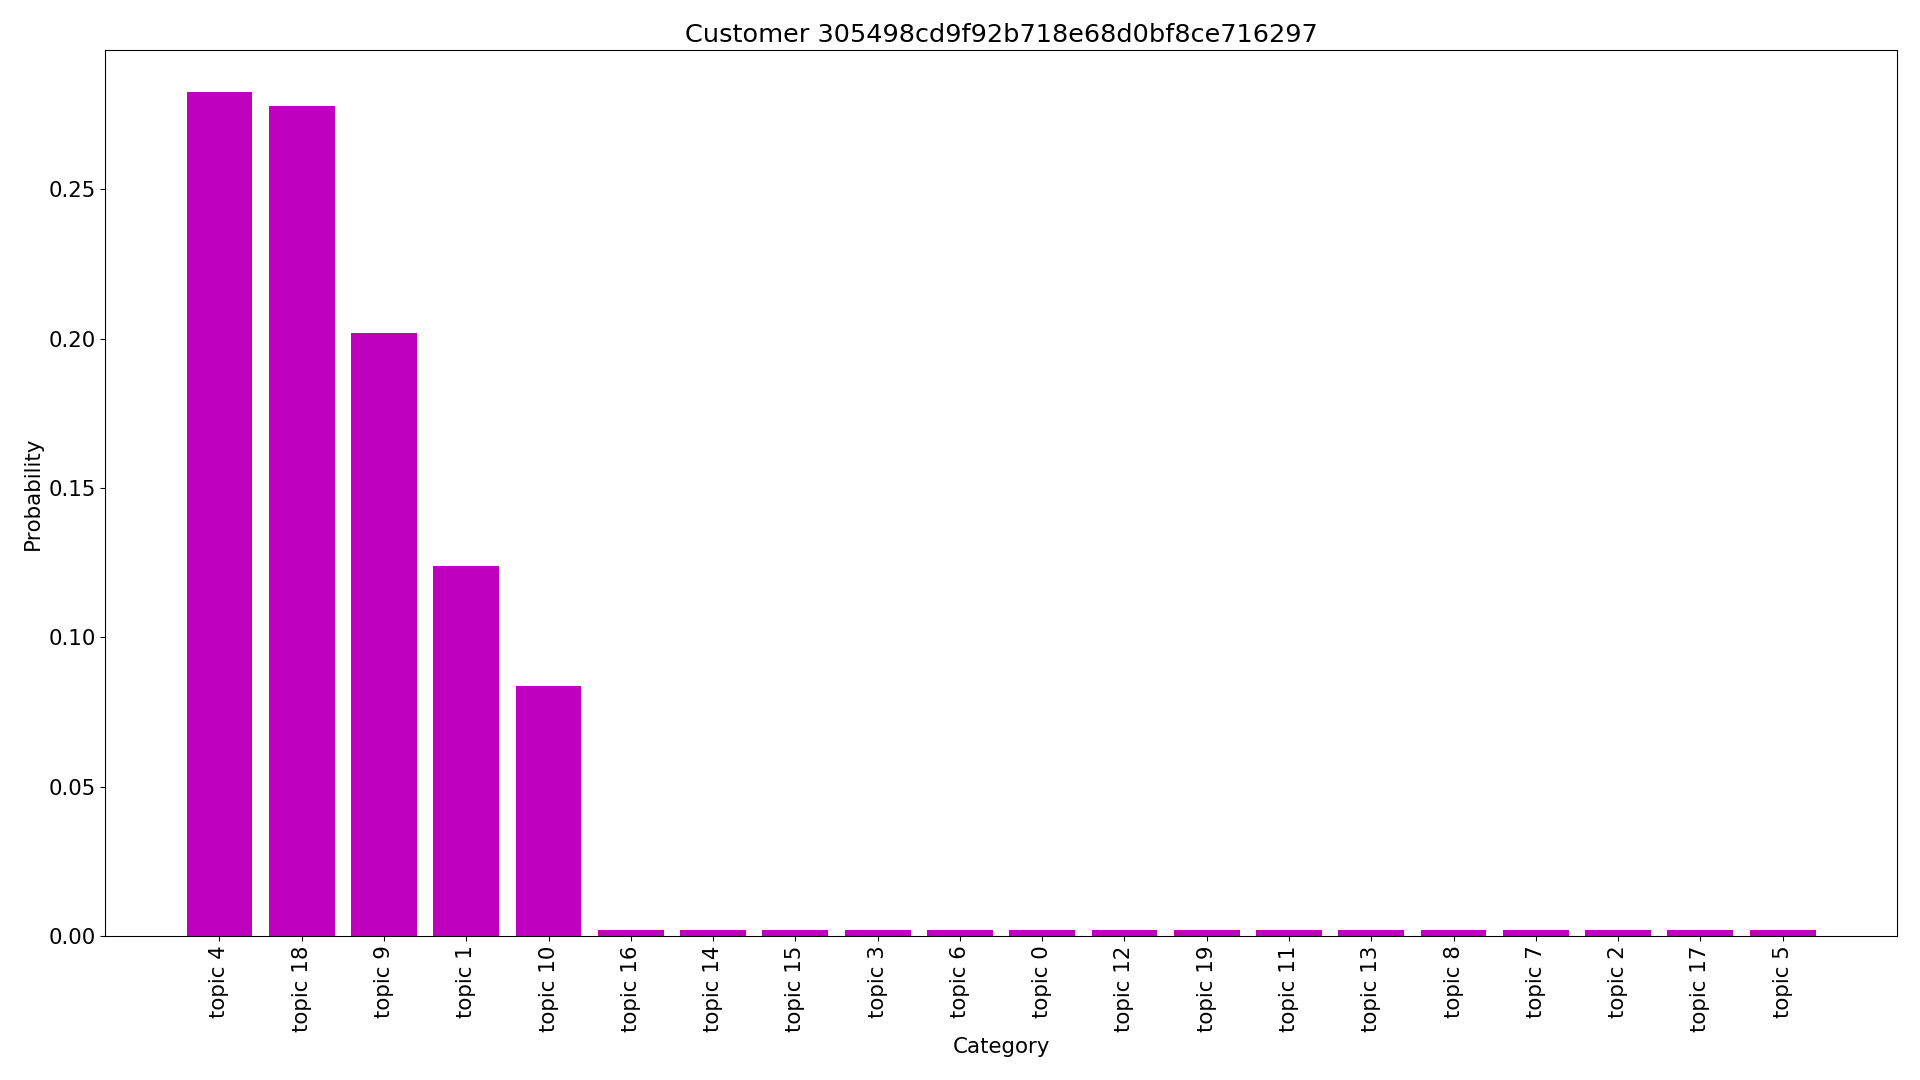 Customer 305498cd9f92b718e68d0bf8ce716297
Probability
0.25
0.20
0.15
0.10
0.05
0.00
topic 4
topic 18
topic 9
topic 1
topic 10
topic 16
topic 14
topic 15
topic 3
topic 6
topic 0
topic 12
topic 19
topic 11
topic 13
topic 8
topic 7
topic 2
topic 17
topic 5
Category